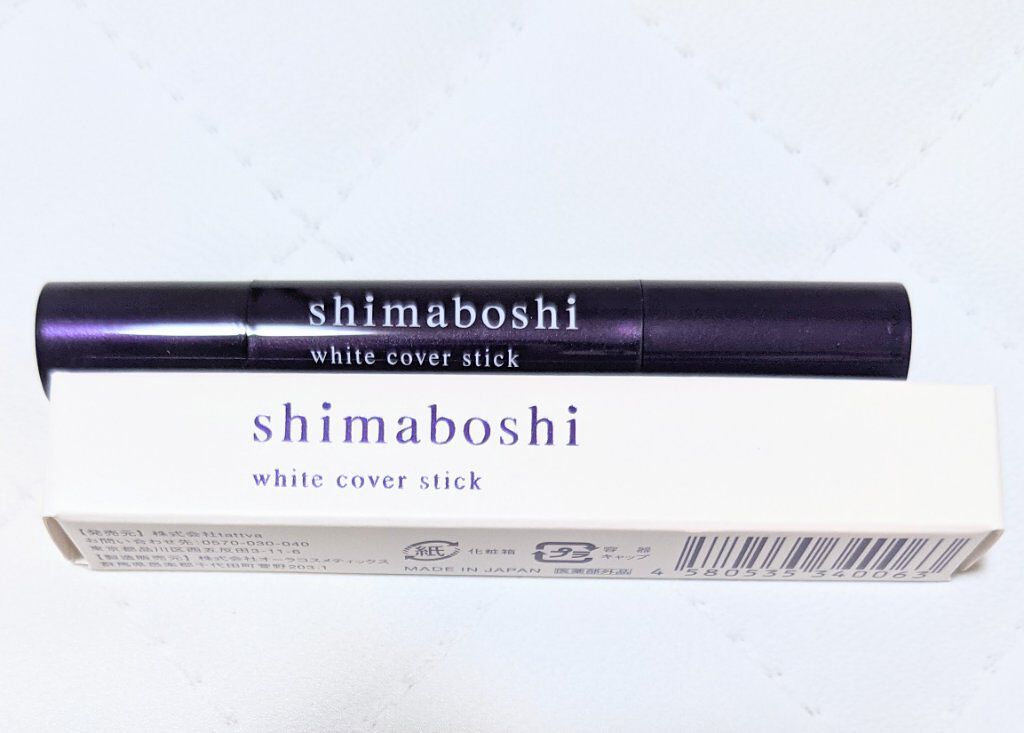 shimaboshi
white cover stick
shimaboshi
white cover stick
【発売元】株式会社tattva
お問い合わせ先:0570-030-040
東京都品川区西五反田3-11-6
【製造販売元】株式会社オーラコスメティックス
群馬県邑楽郡千代田町萱野203-1
紙 化粧箱
プラ 容器 キャップ
MADE IN JAPAN 医薬部外品
4 580535 340063